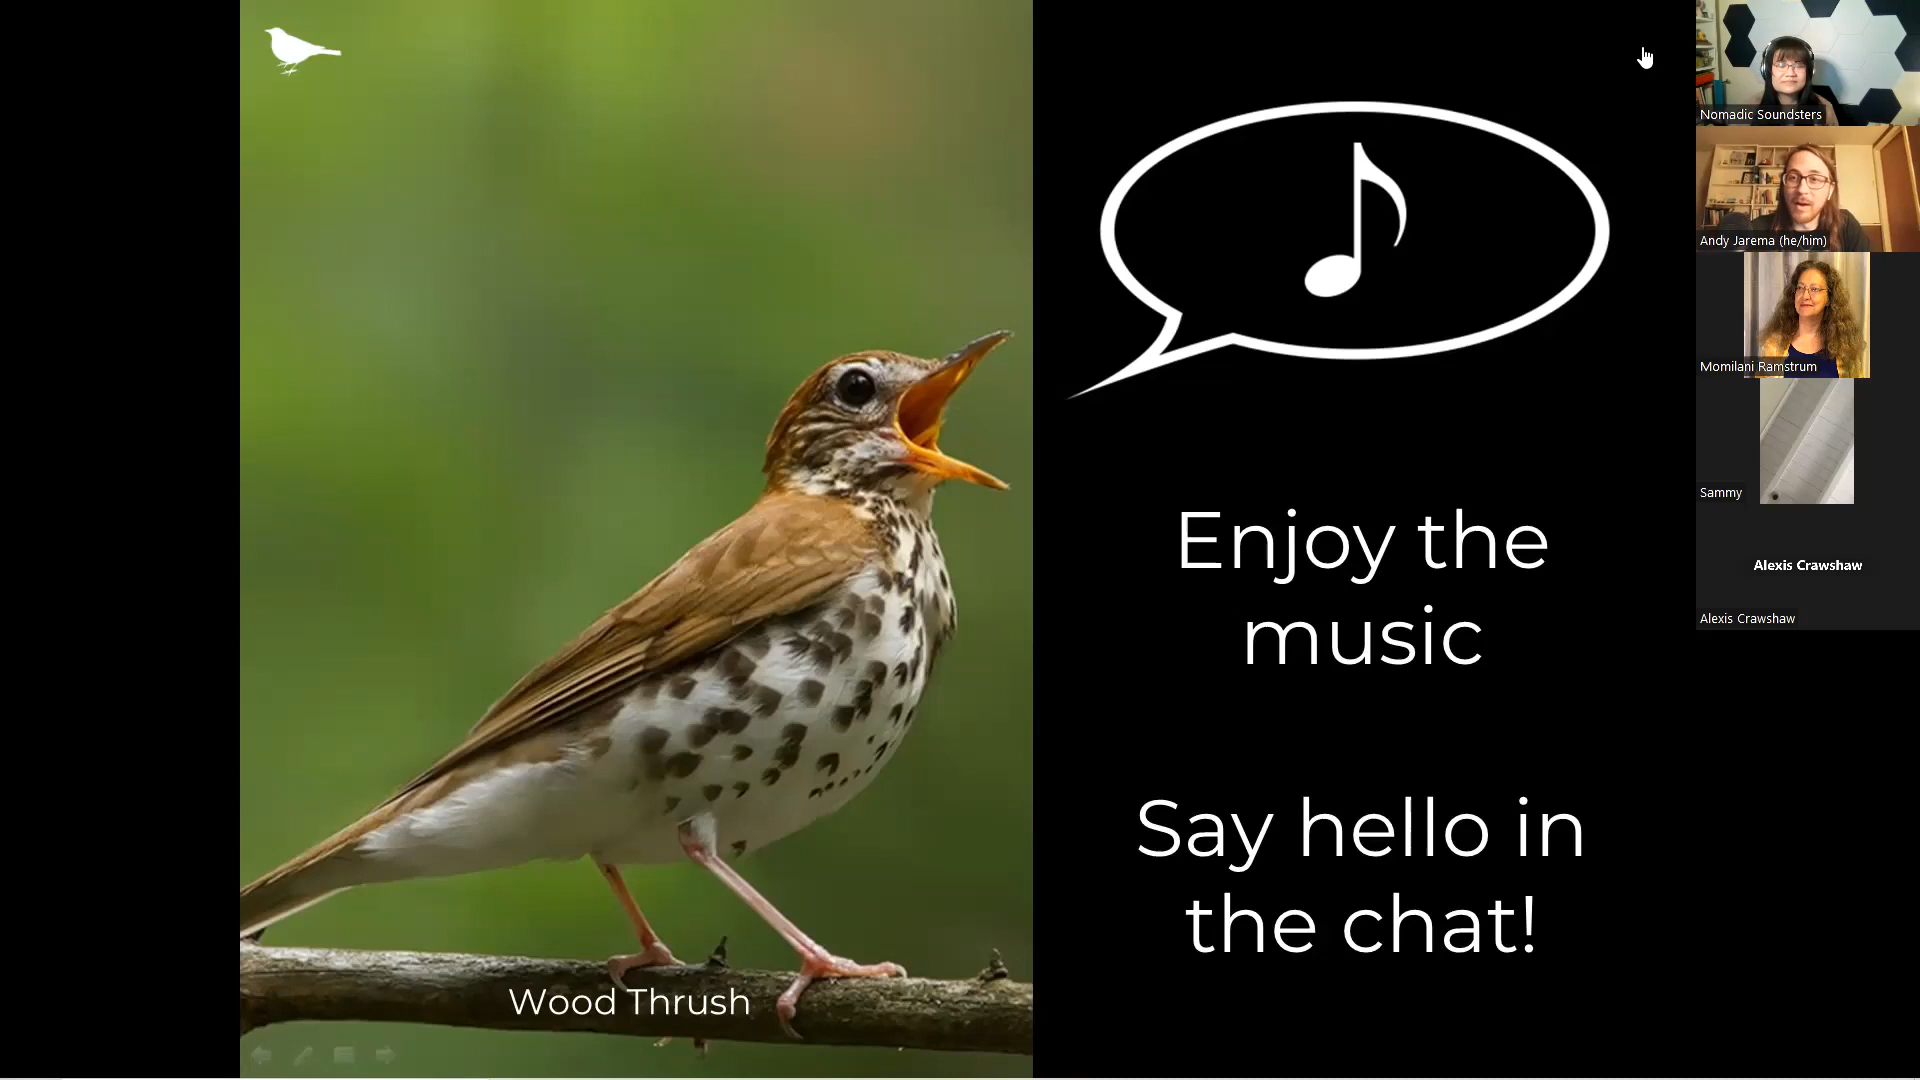 Enjoy the
music
Say hello in
the chat!
Wood Thrush
Nomadic Soundsters
Andy Jarema (he/him)
Momilani Ramstrum
Sammy
Alexis Crawshaw
Alexis Crawshaw